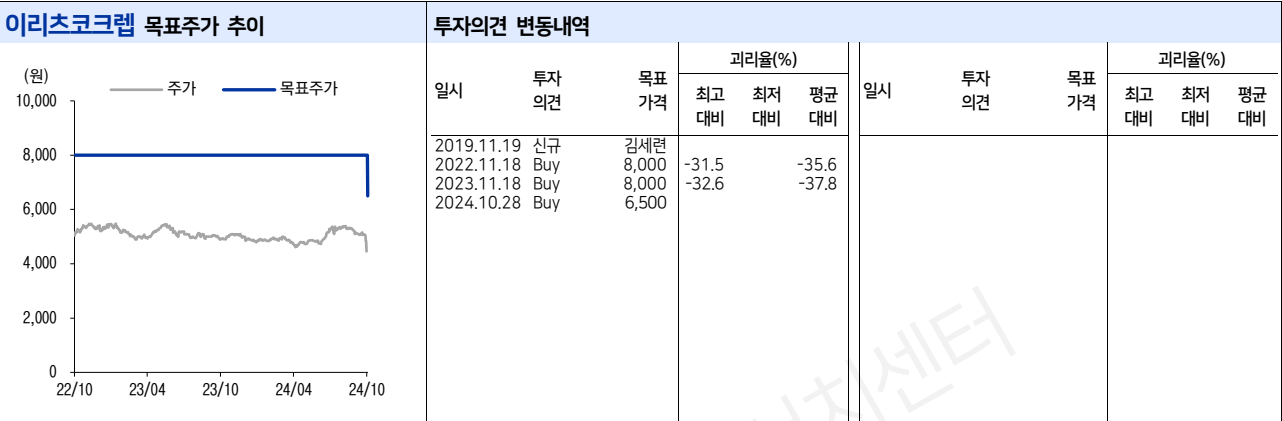 이리츠코크렙 목표주가 추이
(원)
주가
목표주가
10,000
8,000
6,000
4,000
2,000
0
22/10 23/04 23/10 24/04 24/10
투자의견 변동내역
일시 투자 의견 목표 가격 괴리율(%)
최고 대비 최저 대비 평균 대비
2019.11.19 신규 김세련
2022.11.18 Buy 8,000 -31.5 -35.6
2023.11.18 Buy 8,000 -32.6 -37.8
2024.10.28 Buy 6,500
일시 투자 의견 목표 가격 괴리율(%)
최고 대비 최저 대비 평균 대비
센터